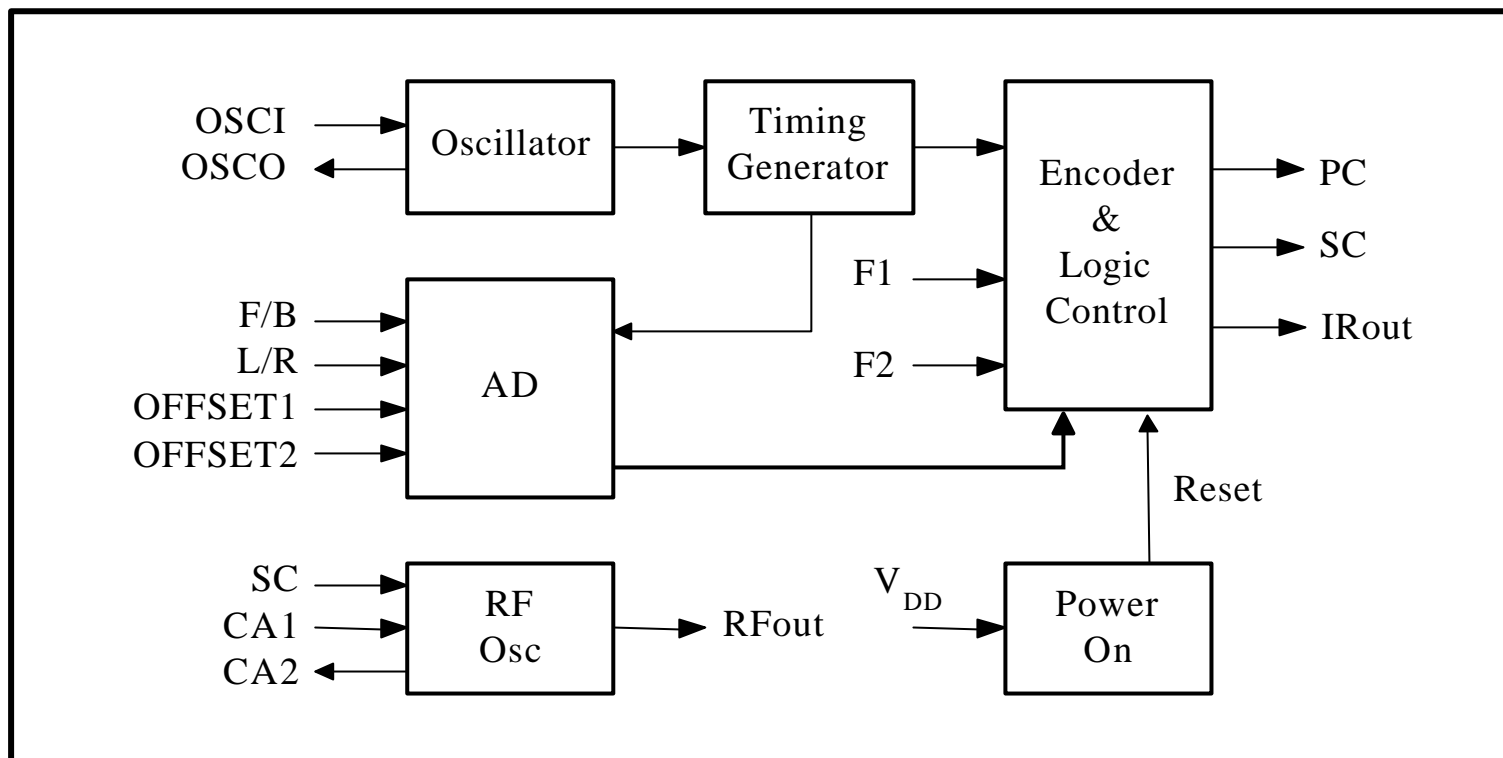 OSCI
OSCO
Oscillator
Timing
Generator
Encoder
&
Logic
Control
PC
SC
IRout
F1
F2
F/B
L/R
OFFSET1
OFFSET2
AD
Reset
SC
CA1
CA2
RF
Osc
RFout
VDD
Power
On